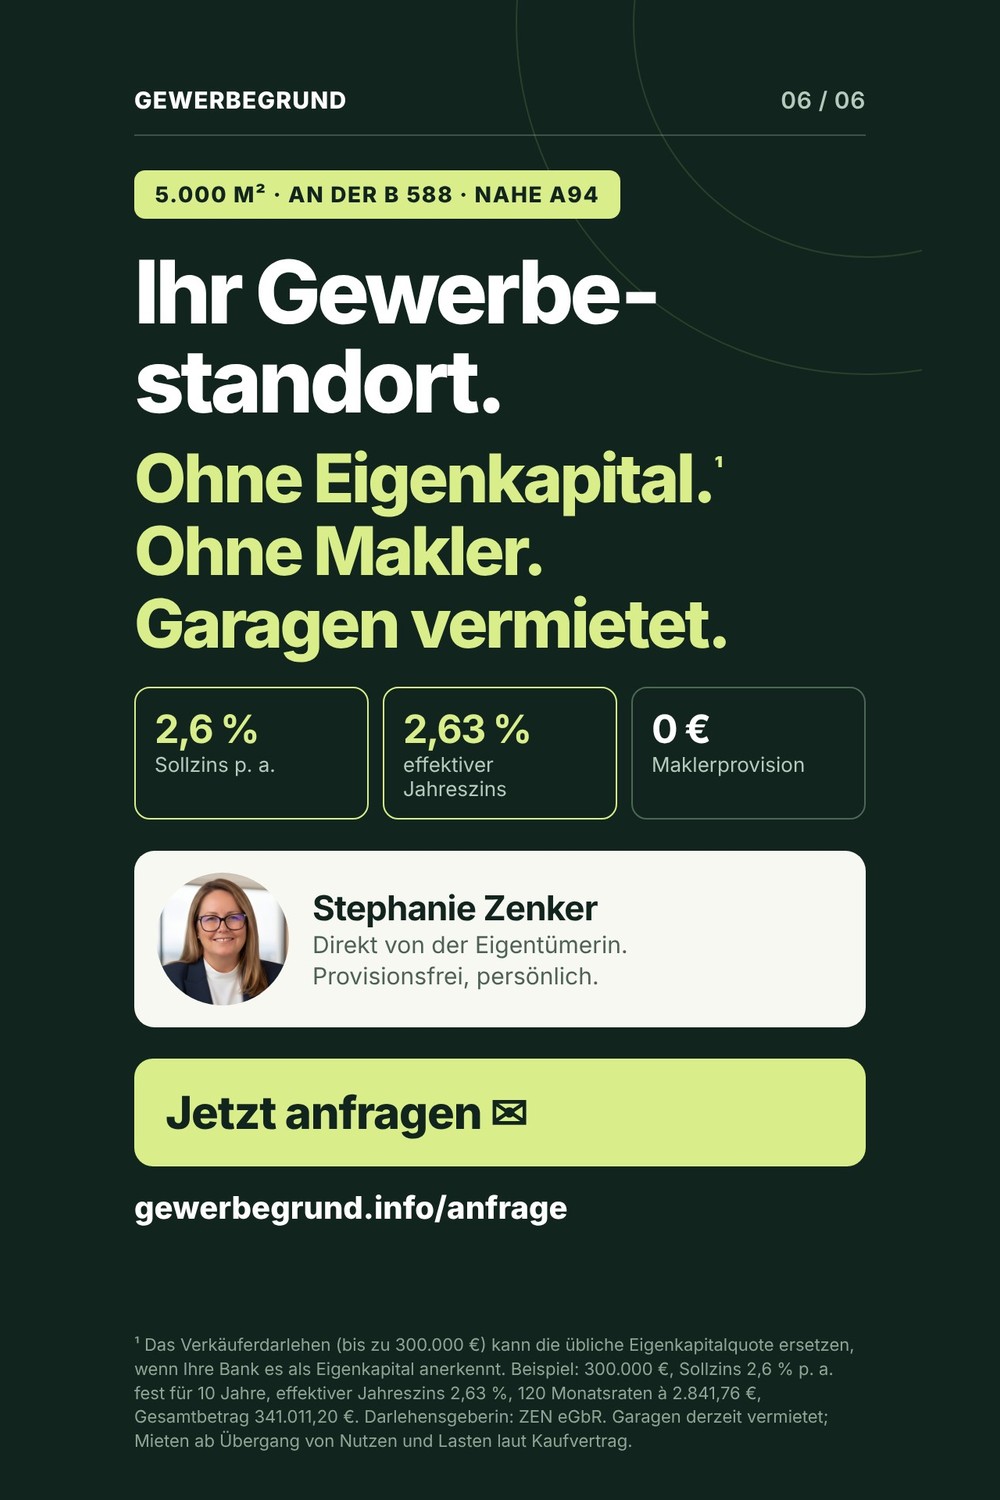 GEWERBEGRUND
06 / 06
5.000 M² · AN DER B 588 · NAHE A94
Ihr Gewerbe-
standort.
Ohne Eigenkapital.¹
Ohne Makler.
Garagen vermietet.
2,6 %
Sollzins p. a.
2,63 %
effektiver
Jahreszins
0 €
Maklerprovision
Stephanie Zenker
Direkt von der Eigentümerin.
Provisionsfrei, persönlich.
Jetzt anfragen ✉
gewerbegrund.info/anfrage
¹ Das Verkäuferdarlehen (bis zu 300.000 €) kann die übliche Eigenkapitalquote ersetzen,
wenn Ihre Bank es als Eigenkapital anerkennt. Beispiel: 300.000 €, Sollzins 2,6 % p. a.
fest für 10 Jahre, effektiver Jahreszins 2,63 %, 120 Monatsraten à 2.841,76 €,
Gesamtbetrag 341.011,20 €. Darlehensgeberin: ZEN eGbR. Garagen derzeit vermietet;
Mieten ab Übergang von Nutzen und Lasten laut Kaufvertrag.